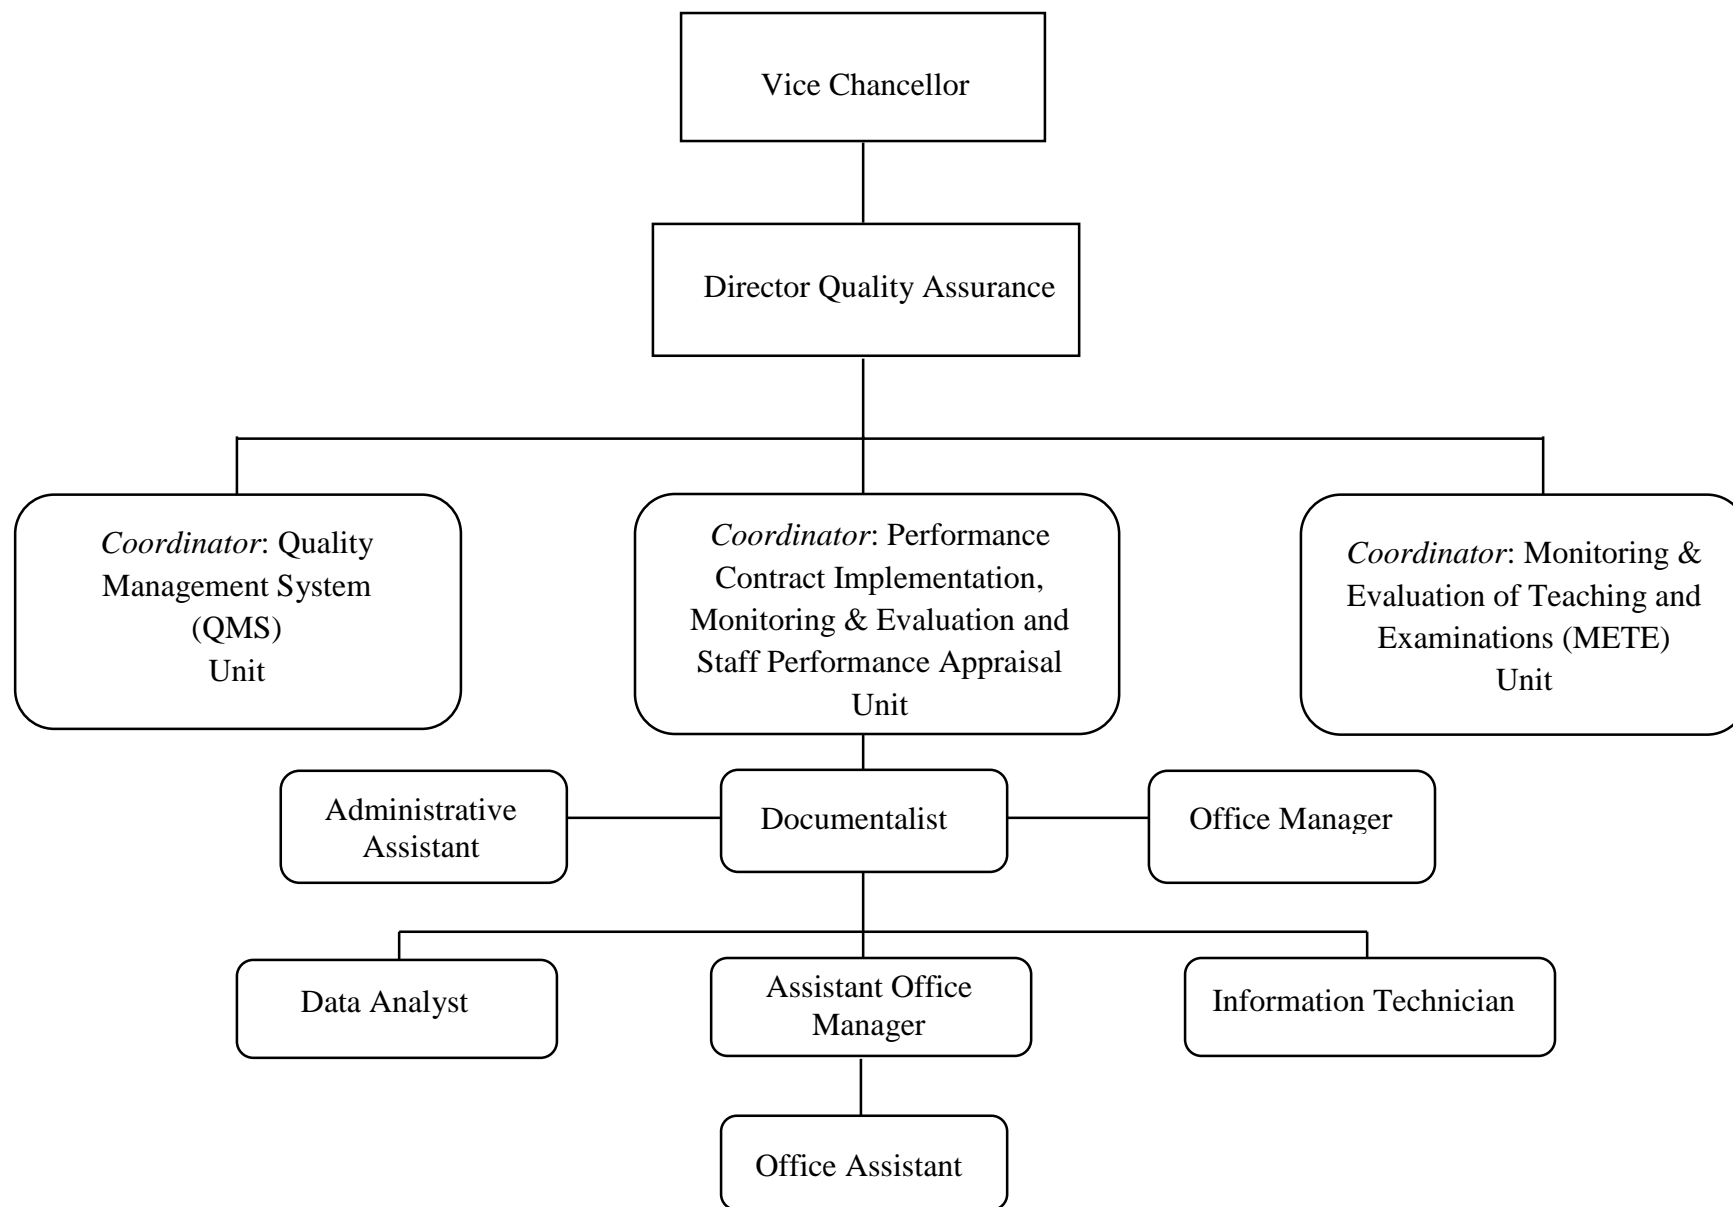 Vice Chancellor
Director Quality Assurance
Coordinator: Quality
Management System
(QMS)
Unit
Coordinator: Performance
Contract Implementation,
Monitoring & Evaluation and
Staff Performance Appraisal
Unit
Coordinator: Monitoring &
Evaluation of Teaching and
Examinations (METE)
Unit
Administrative
Assistant
Documentalist
Office Manager
Data Analyst
Assistant Office
Manager
Information Technician
Office Assistant